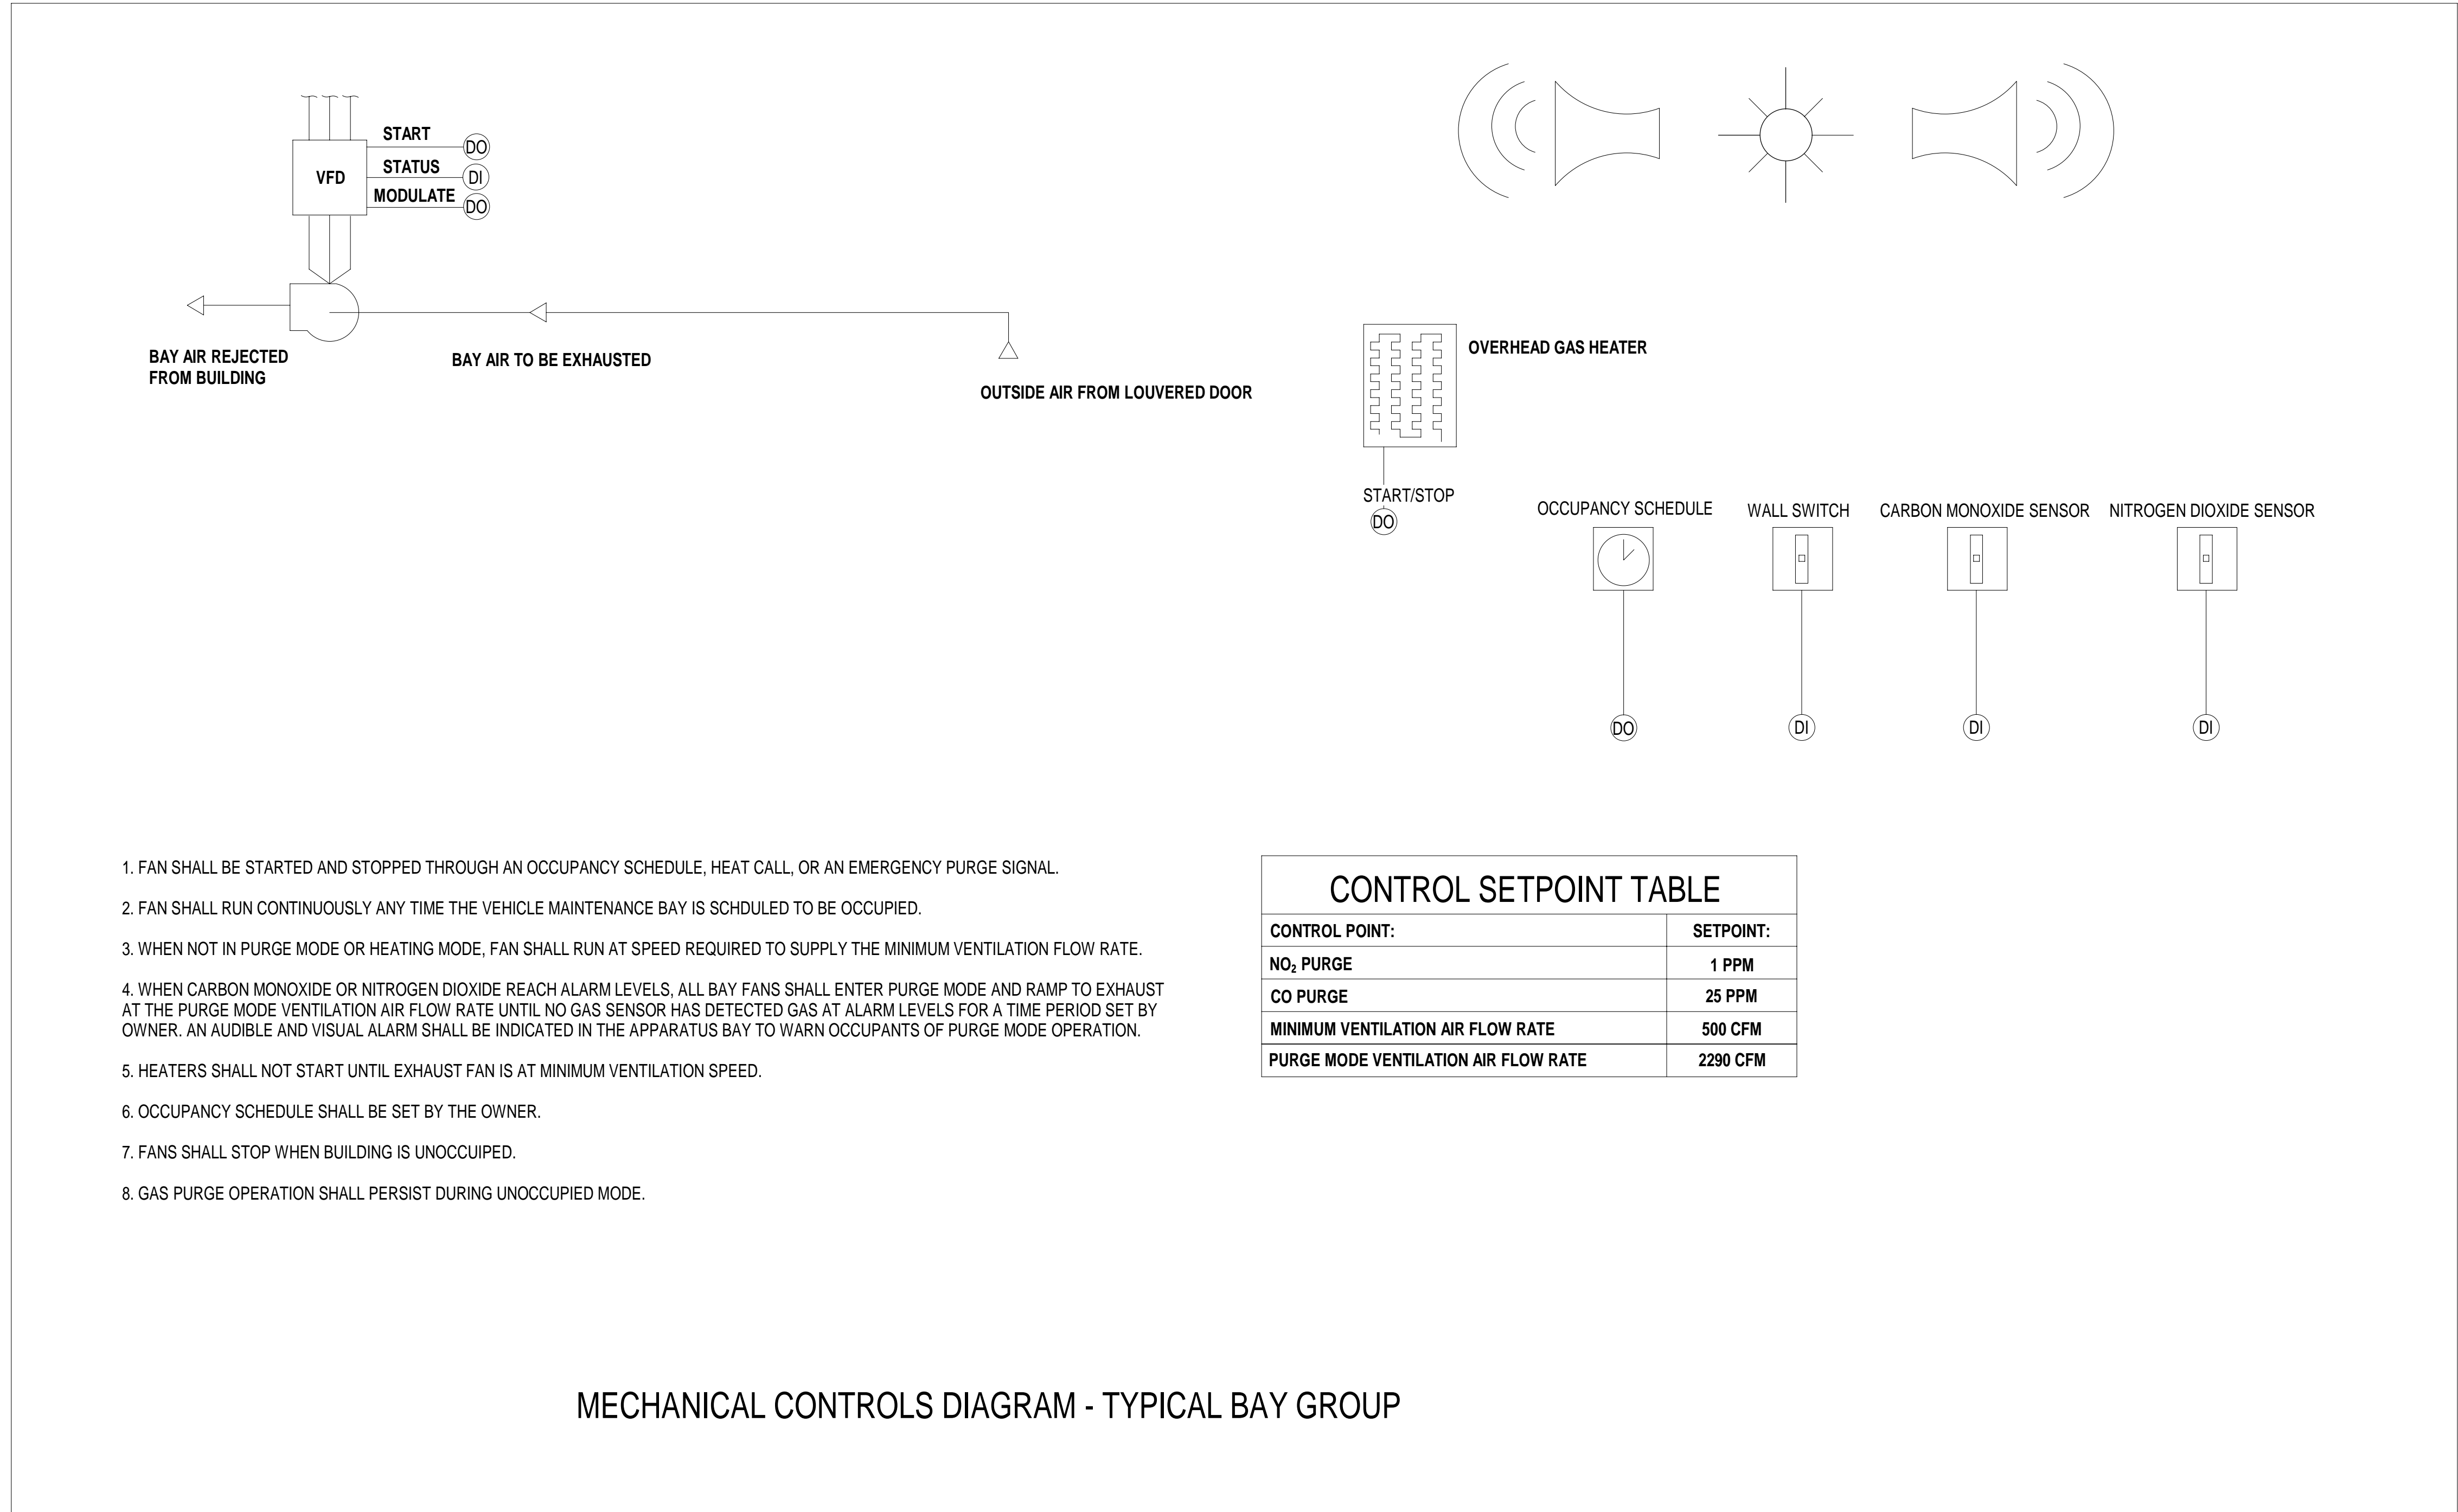 START
DO
STATUS
DI
VFD
MODULATE
DO
BAY AIR REJECTED
FROM BUILDING
BAY AIR TO BE EXHAUSTED
OUTSIDE AIR FROM LOUVERED DOOR
OVERHEAD GAS HEATER
START/STOP
DO
OCCUPANCY SCHEDULE
WALL SWITCH
CARBON MONOXIDE SENSOR
NITROGEN DIOXIDE SENSOR
DO
DI
DI
DI
1. FAN SHALL BE STARTED AND STOPPED THROUGH AN OCCUPANCY SCHEDULE, HEAT CALL, OR AN EMERGENCY PURGE SIGNAL.
2. FAN SHALL RUN CONTINUOUSLY ANY TIME THE VEHICLE MAINTENANCE BAY IS SCHDULED TO BE OCCUPIED.
3. WHEN NOT IN PURGE MODE OR HEATING MODE, FAN SHALL RUN AT SPEED REQUIRED TO SUPPLY THE MINIMUM VENTILATION FLOW RATE.
4. WHEN CARBON MONOXIDE OR NITROGEN DIOXIDE REACH ALARM LEVELS, ALL BAY FANS SHALL ENTER PURGE MODE AND RAMP TO EXHAUST
AT THE PURGE MODE VENTILATION AIR FLOW RATE UNTIL NO GAS SENSOR HAS DETECTED GAS AT ALARM LEVELS FOR A TIME PERIOD SET BY
OWNER. AN AUDIBLE AND VISUAL ALARM SHALL BE INDICATED IN THE APPARATUS BAY TO WARN OCCUPANTS OF PURGE MODE OPERATION.
5. HEATERS SHALL NOT START UNTIL EXHAUST FAN IS AT MINIMUM VENTILATION SPEED.
6. OCCUPANCY SCHEDULE SHALL BE SET BY THE OWNER.
7. FANS SHALL STOP WHEN BUILDING IS UNOCCUIPED.
8. GAS PURGE OPERATION SHALL PERSIST DURING UNOCCUPIED MODE.
CONTROL SETPOINT TABLE
CONTROL POINT: SETPOINT:
NO₂ PURGE 1 PPM
CO PURGE 25 PPM
MINIMUM VENTILATION AIR FLOW RATE 500 CFM
PURGE MODE VENTILATION AIR FLOW RATE 2290 CFM
MECHANICAL CONTROLS DIAGRAM - TYPICAL BAY GROUP